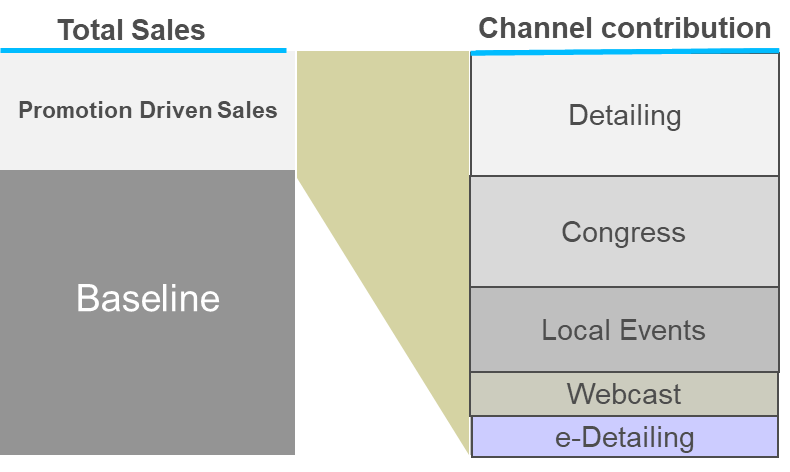 Total Sales
Channel contribution
Promotion Driven Sales
Baseline
Detailing
Congress
Local Events
Webcast
e-Detailing